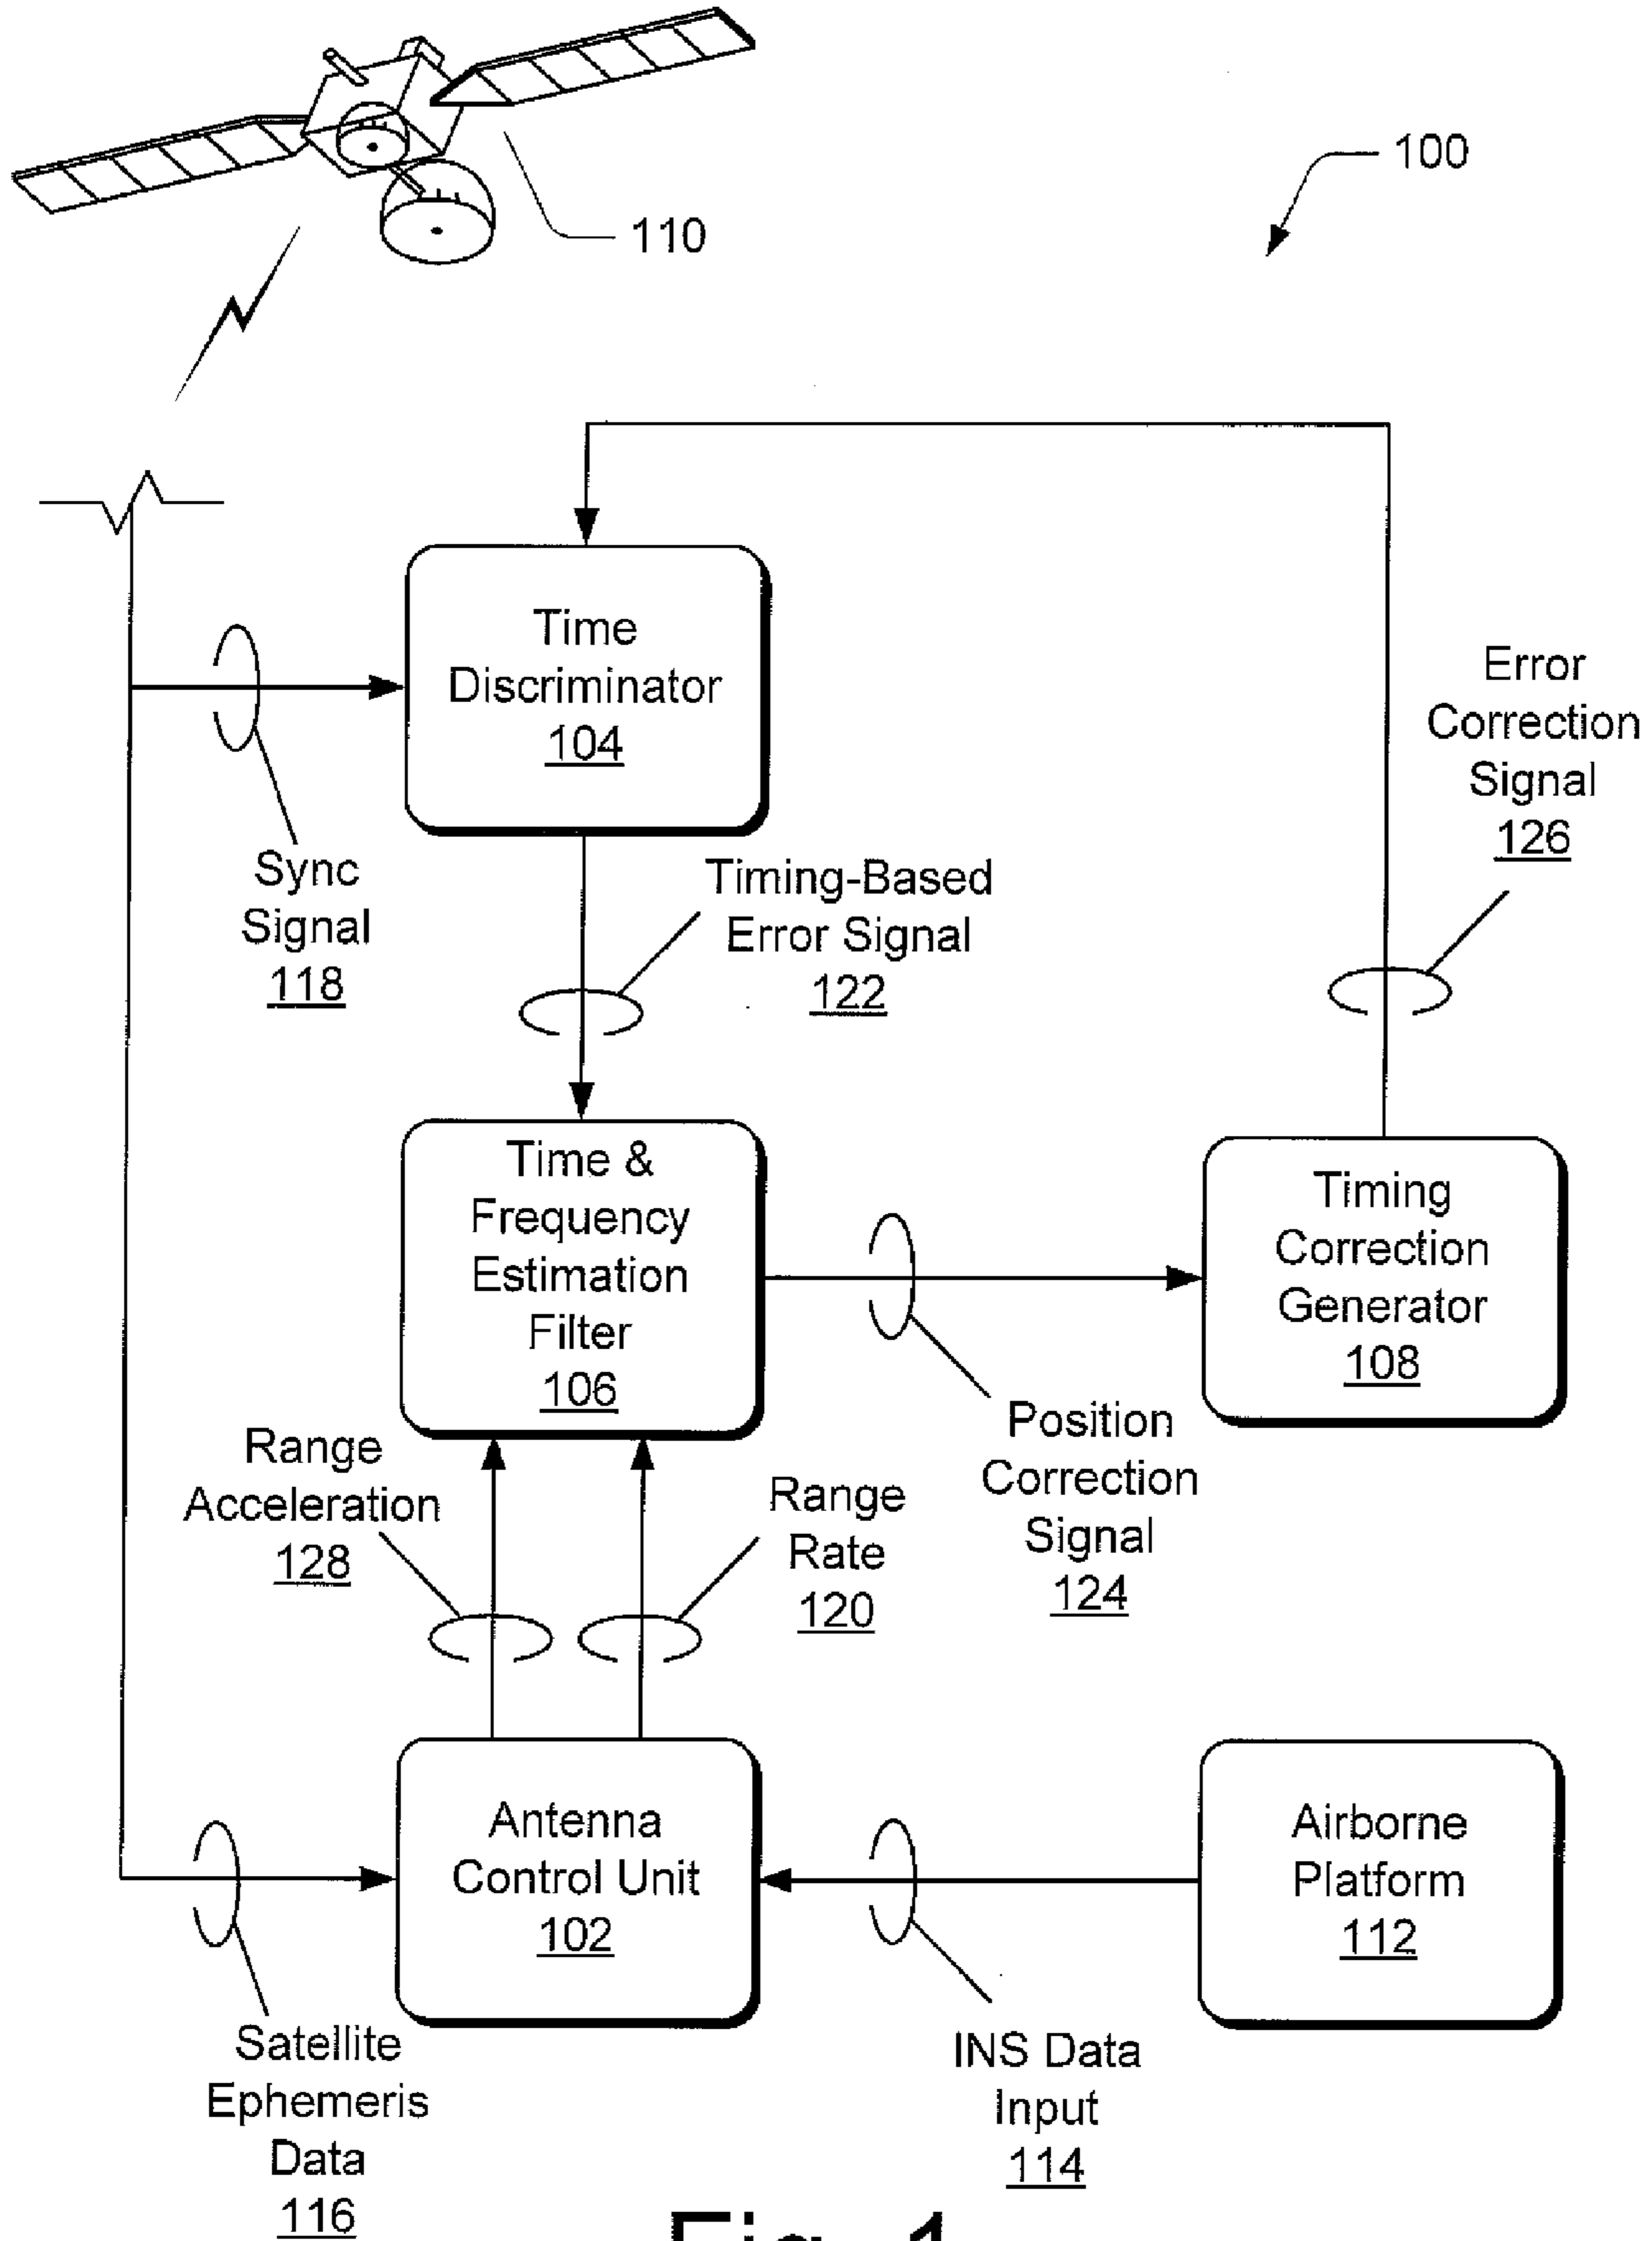 100
110
Time
Discriminator
104
Error
Correction
Signal
126
Sync
Signal
118
Timing-Based
Error Signal
122
Time &
Frequency
Estimation
Filter
106
Timing
Correction
Generator
108
Range
Acceleration
128
Range
Rate
120
Position
Correction
Signal
124
Antenna
Control Unit
102
Airborne
Platform
112
Satellite
Ephemeris
Data
116
INS Data
Input
114
Fig. 1